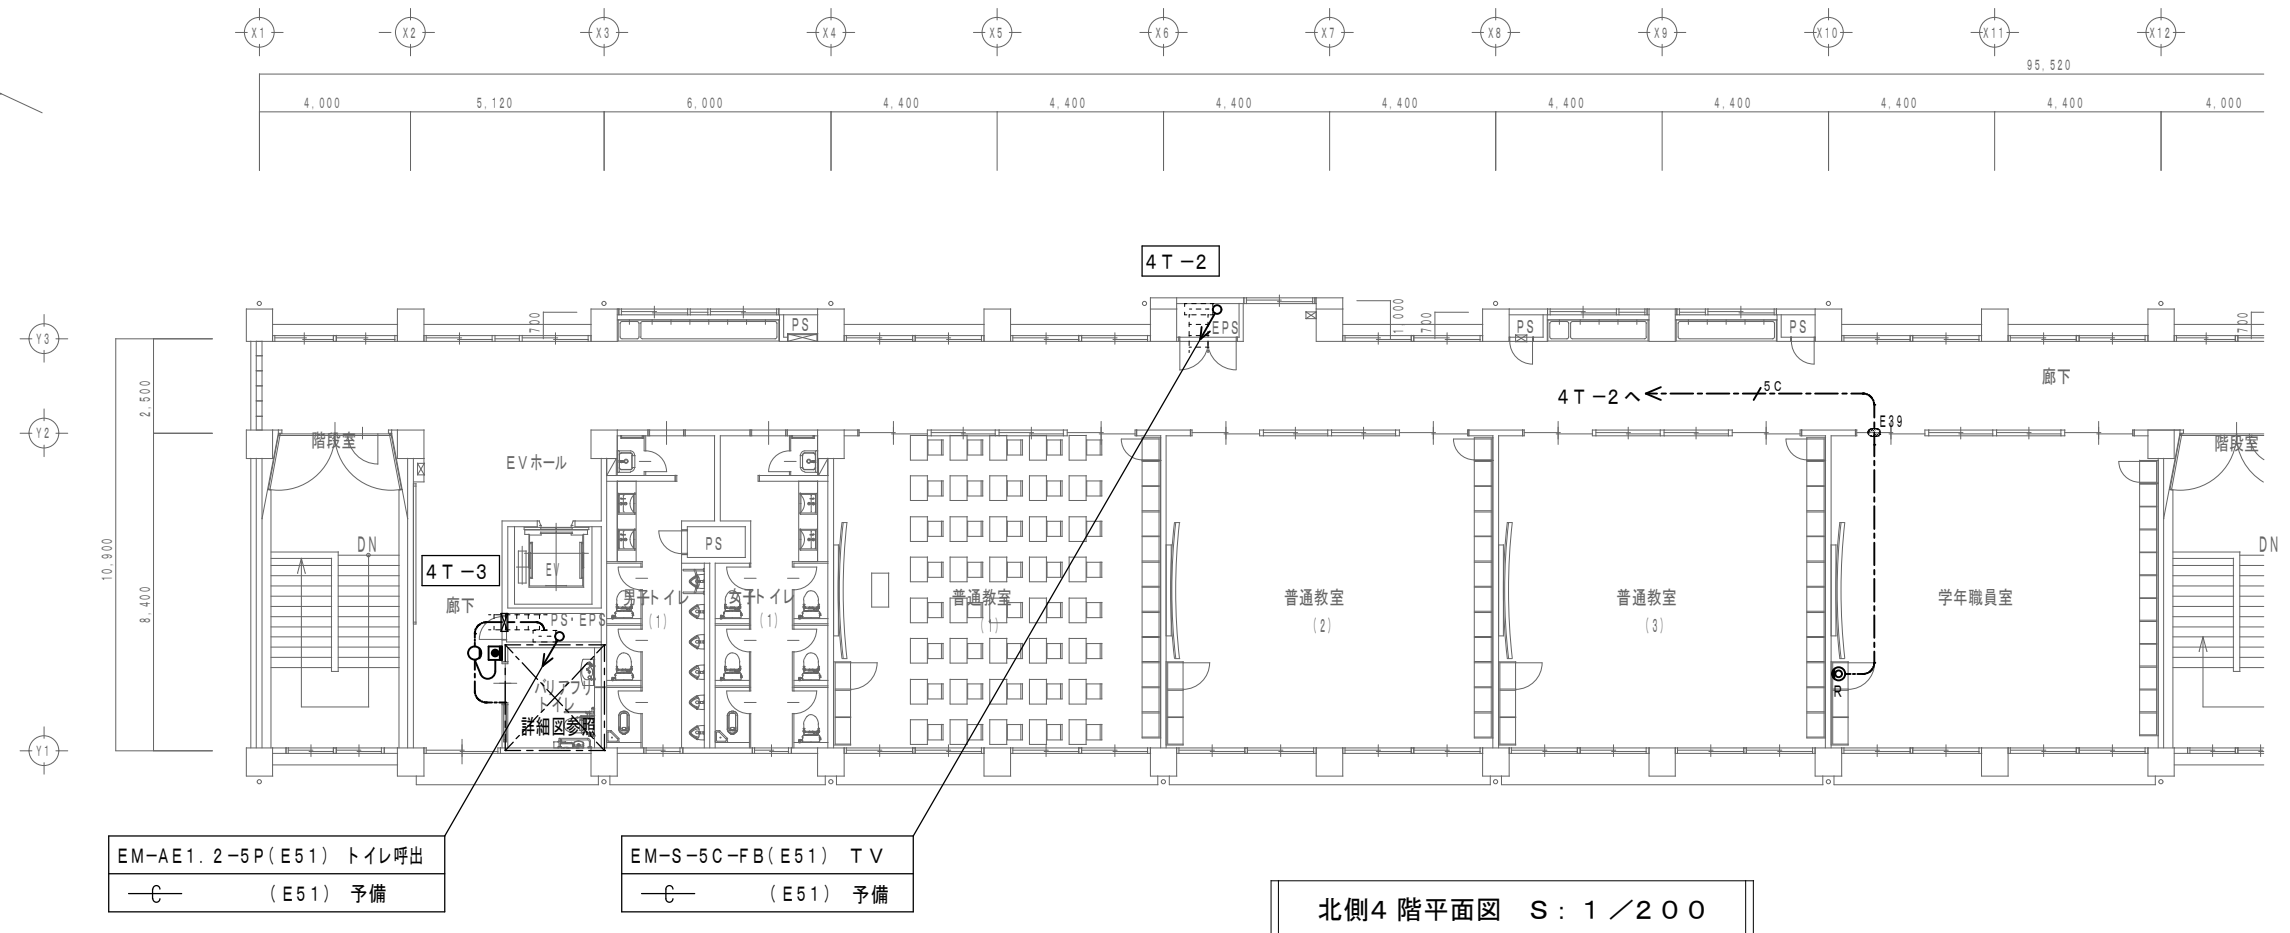 X1 X2 X3 X4 X5 X6 X7 X8 X9 X10 X11 X12
95,520
4,000 5,120 6,000 4,400 4,400 4,400 4,400 4,400 4,400 4,400 4,400 4,000
4T-2
700 PS EPS 1,000 700 PS PS 700
Y3
2,500
廊下
4T-2へ 5C
E39
Y2
階段室 階段室
EVホール
10,900
8,400
DN PS DN
4T-3 EV
廊下
男子トイレ
(1)
女子トイレ
(1)
普通教室
(1)
普通教室
(2)
普通教室
(3)
学年職員室
PS・EPS
バリアフリ
トイレ
詳細図参照
R
Y1
EM-AE1.2-5P(E51) トイレ呼出
C (E51) 予備
EM-S-5C-FB(E51) TV
C (E51) 予備
北側4階平面図 S:1/200